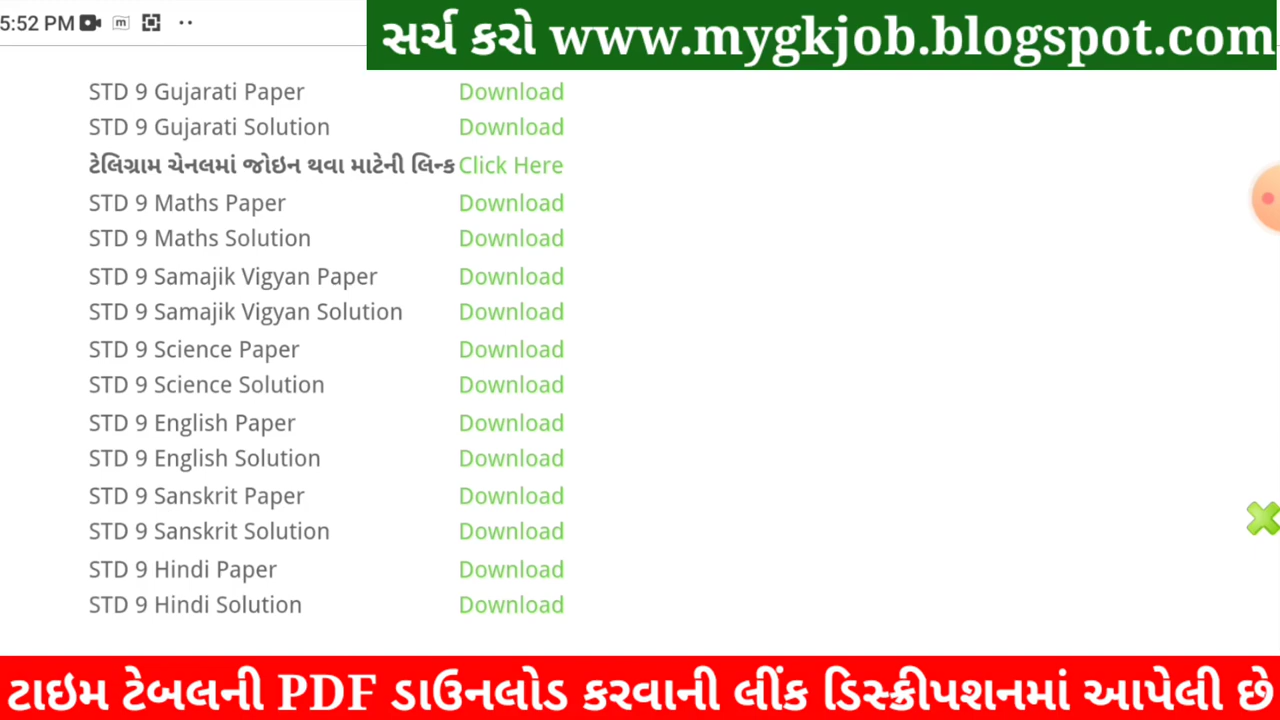 5:52 PM
સર્ચ કરો www.mygkjob.blogspot.com
STD 9 Gujarati Paper Download
STD 9 Gujarati Solution Download
ટેલિગ્રામ ચેનલમાં જોઇન થવા માટેની લિન્ક Click Here
STD 9 Maths Paper Download
STD 9 Maths Solution Download
STD 9 Samajik Vigyan Paper Download
STD 9 Samajik Vigyan Solution Download
STD 9 Science Paper Download
STD 9 Science Solution Download
STD 9 English Paper Download
STD 9 English Solution Download
STD 9 Sanskrit Paper Download
STD 9 Sanskrit Solution Download
STD 9 Hindi Paper Download
STD 9 Hindi Solution Download
ટાઇમ ટેબલની PDF ડાઉનલોડ કરવાની લીંક ડિસ્ક્રીપશનમાં આપેલી છે